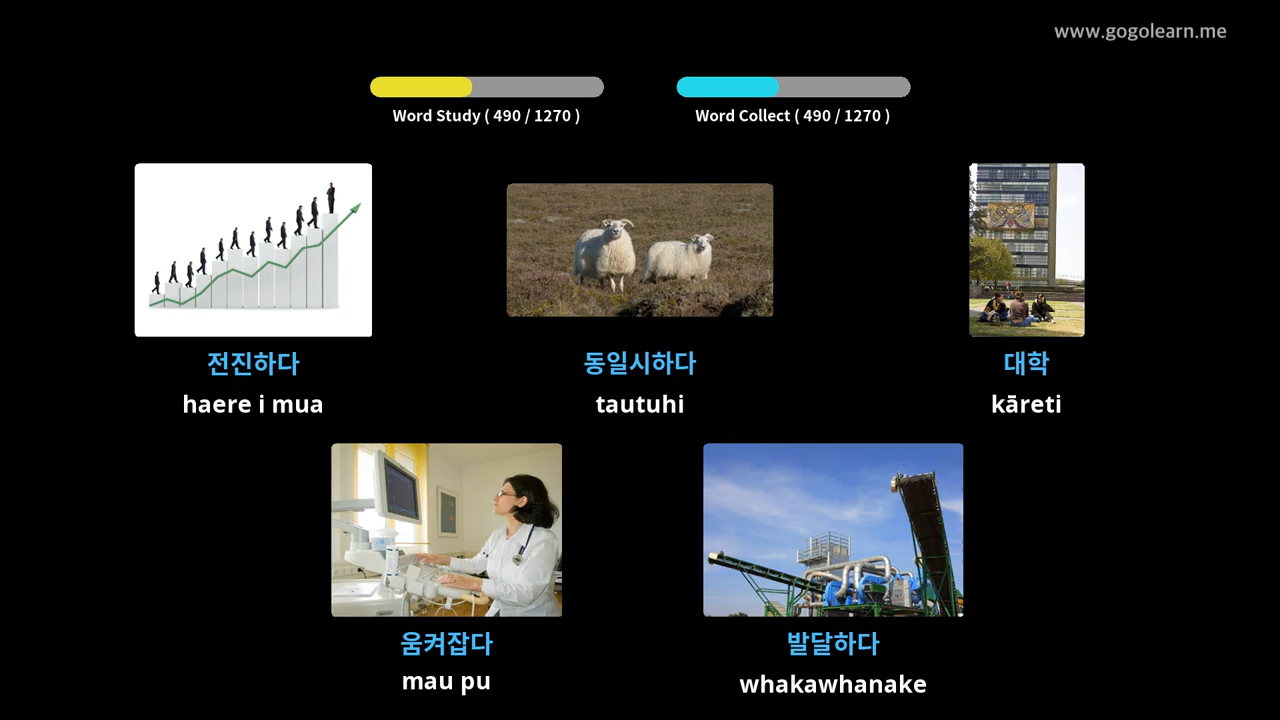 www.gogolearn.me
Word Study ( 490 / 1270 )
Word Collect ( 490 / 1270 )
전진하다
haere i mua
동일시하다
tautuhi
대학
kāreti
움켜잡다
mau pu
발달하다
whakawhanake